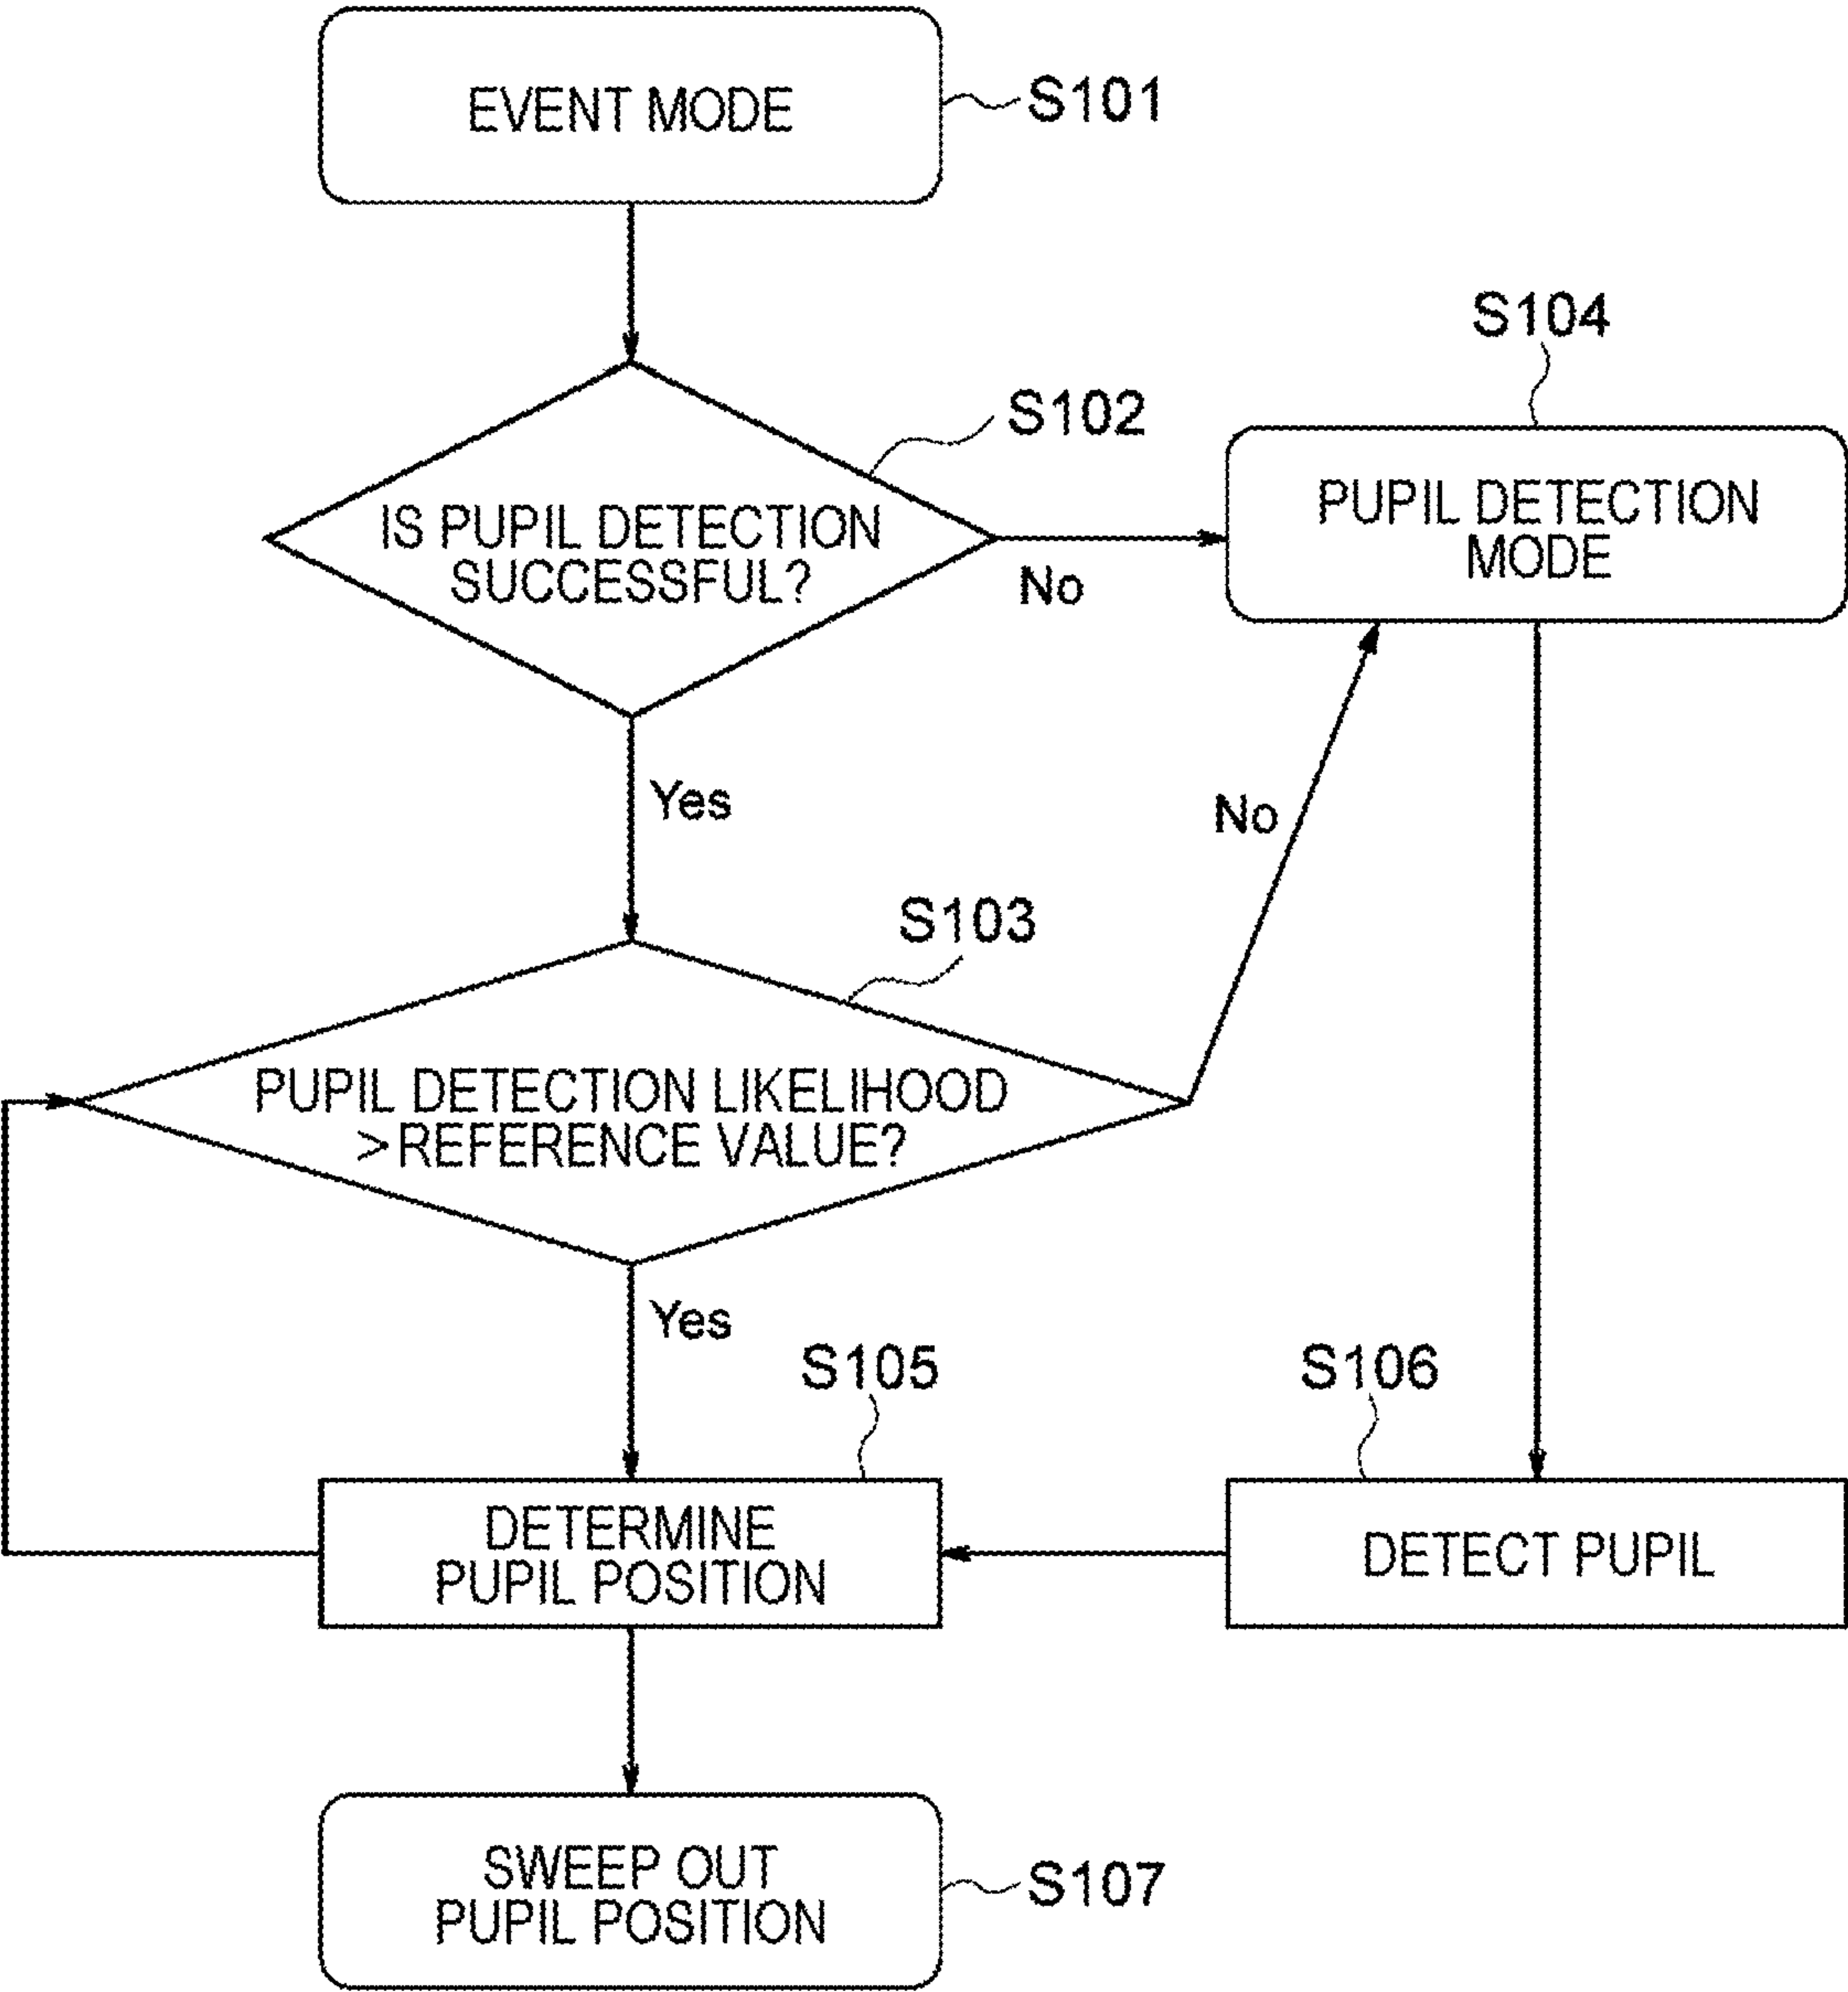 EVENT MODE
S101
S104
S102
PUPIL DETECTION
MODE
IS PUPIL DETECTION
SUCCESSFUL?
No
Yes
No
S103
PUPIL DETECTION LIKELIHOOD
>REFERENCE VALUE?
Yes
S105
S106
DETERMINE
PUPIL POSITION
DETECT PUPIL
SWEEP OUT
PUPIL POSITION
S107